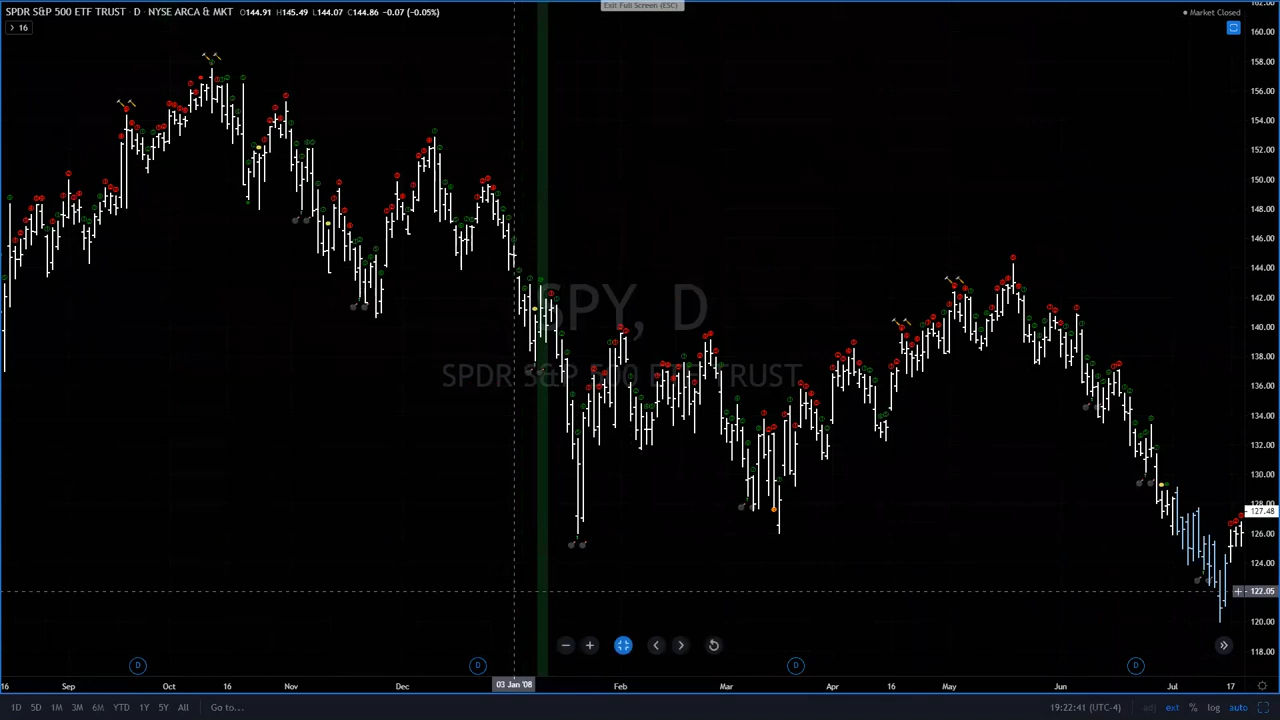 Exit Full Screen (ESC)
SPDR S&P 500 ETF TRUST · D · NYSE ARCA & MKT O144.91 H145.49 L144.07 C144.86 -0.07 (-0.05%)
Market Closed
16
160.00
158.00
156.00
154.00
152.00
150.00
148.00
146.00
144.00
142.00
140.00
138.00
136.00
134.00
132.00
130.00
128.00
127.48
124.00
122.05
120.00
118.00
SPY, D
SPDR S&P 500 ETF TRUST
D D D D
16 Sep Oct 16 Nov Dec 03 Jan '08 Feb Mar Apr 16 May Jun Jul 17
1D 5D 1M 3M 6M YTD 1Y 5Y All Go to... 19:22:41 (UTC-4) adj ext % log auto